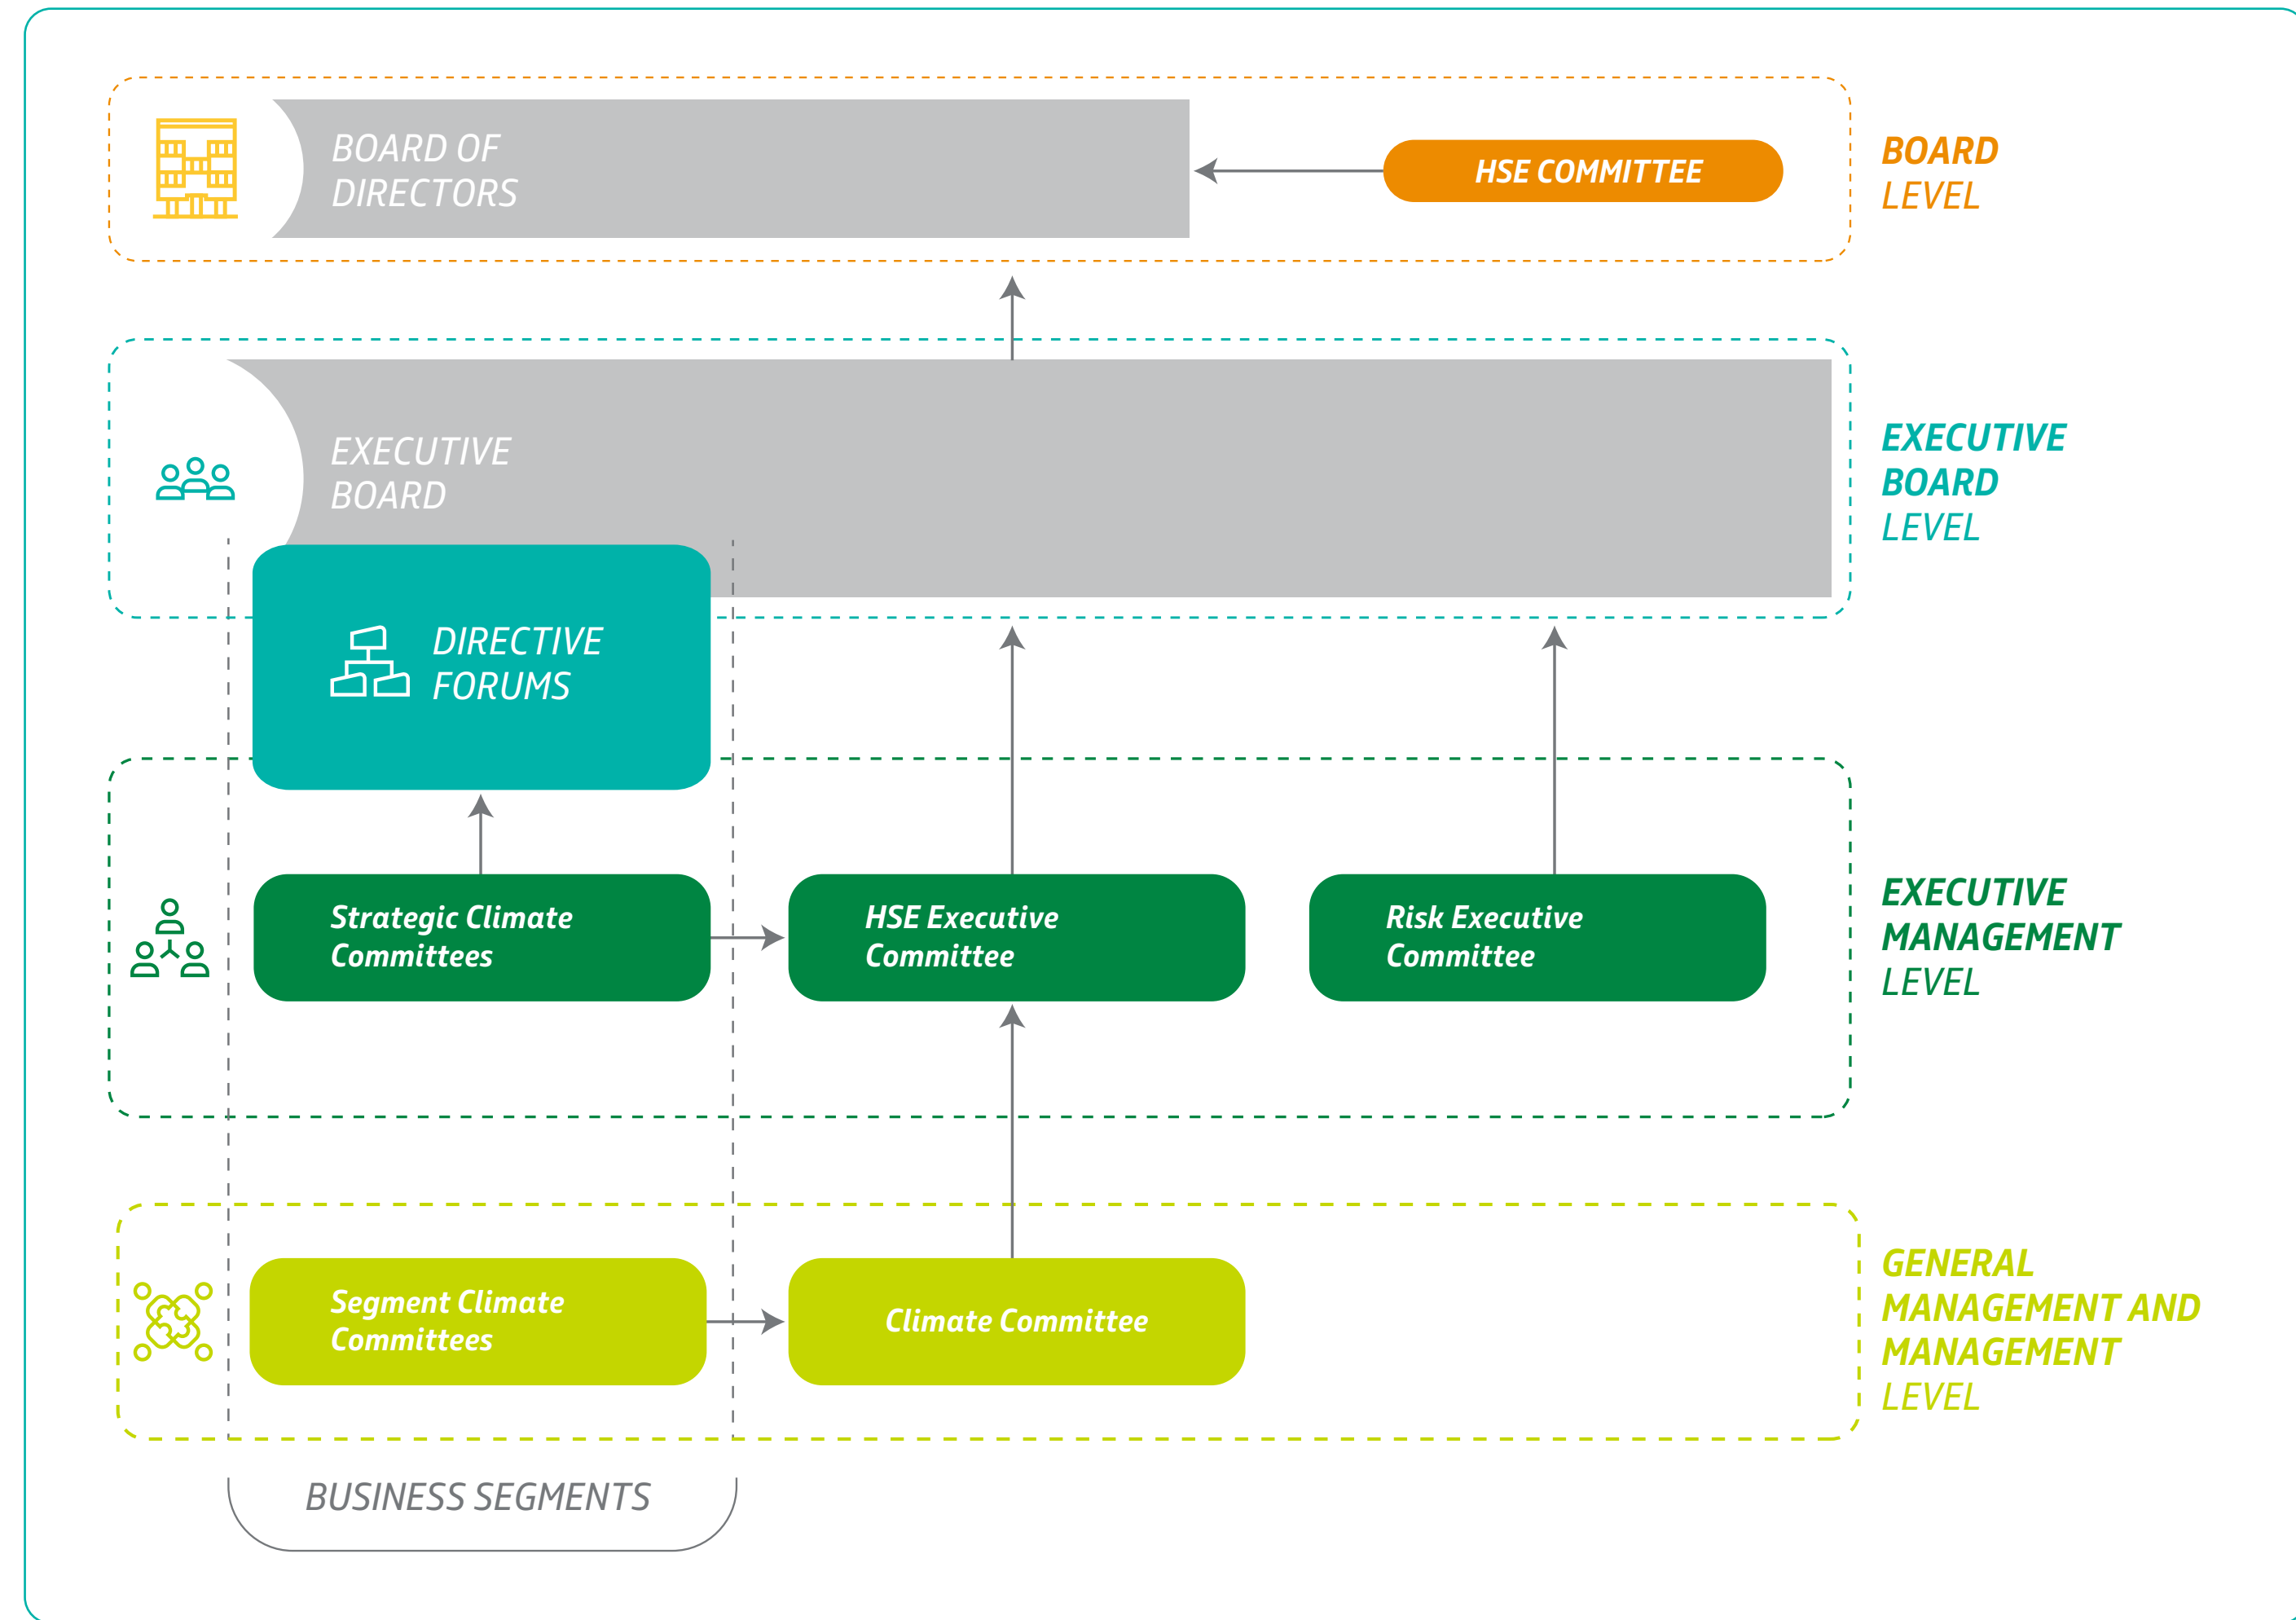 BOARD OF
DIRECTORS
HSE COMMITTEE
BOARD
LEVEL
EXECUTIVE
BOARD
EXECUTIVE
BOARD
LEVEL
DIRECTIVE
FORUMS
Strategic Climate
Committees
HSE Executive
Committee
Risk Executive
Committee
EXECUTIVE
MANAGEMENT
LEVEL
Segment Climate
Committees
Climate Committee
GENERAL
MANAGEMENT AND
MANAGEMENT
LEVEL
BUSINESS SEGMENTS